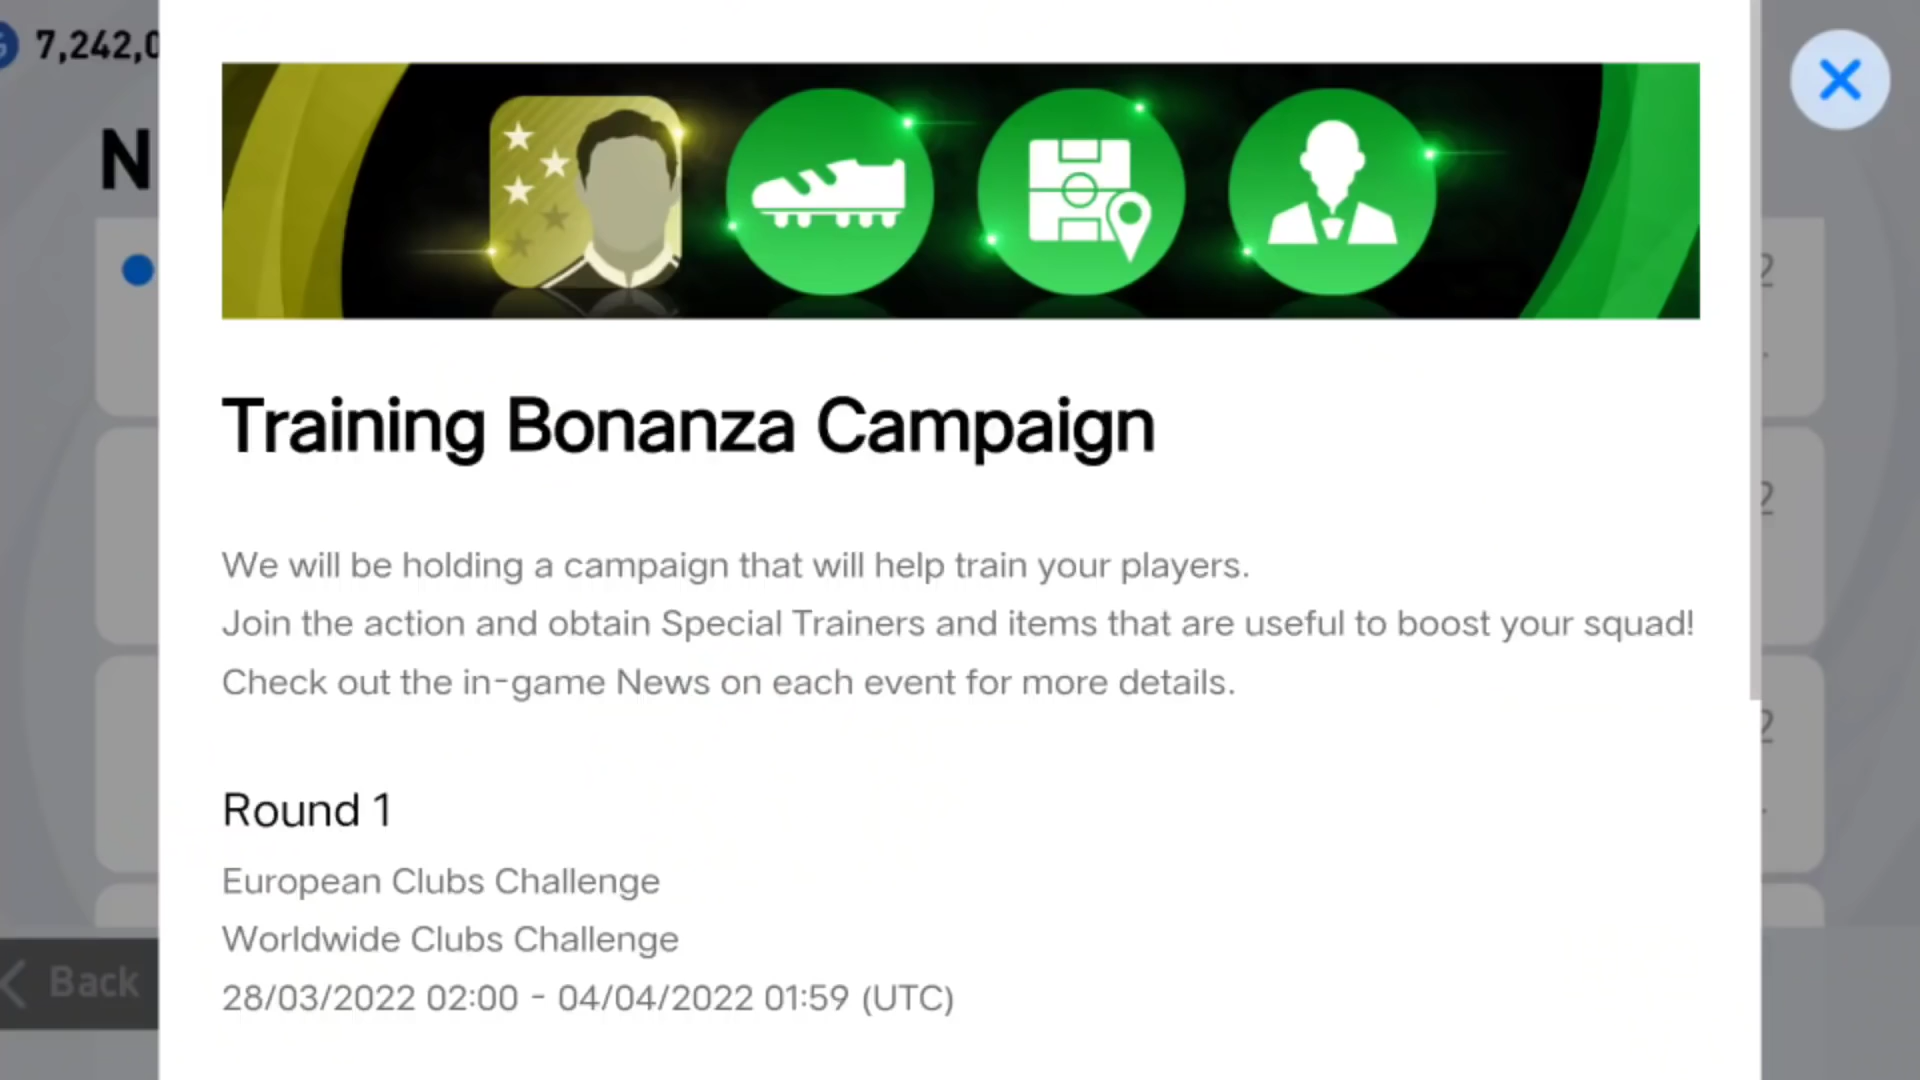 7,242,0
N
Training Bonanza Campaign
We will be holding a campaign that will help train your players.
Join the action and obtain Special Trainers and items that are useful to boost your squad!
Check out the in-game News on each event for more details.
Round 1
European Clubs Challenge
Worldwide Clubs Challenge
28/03/2022 02:00 - 04/04/2022 01:59 (UTC)
2
2
2
Back